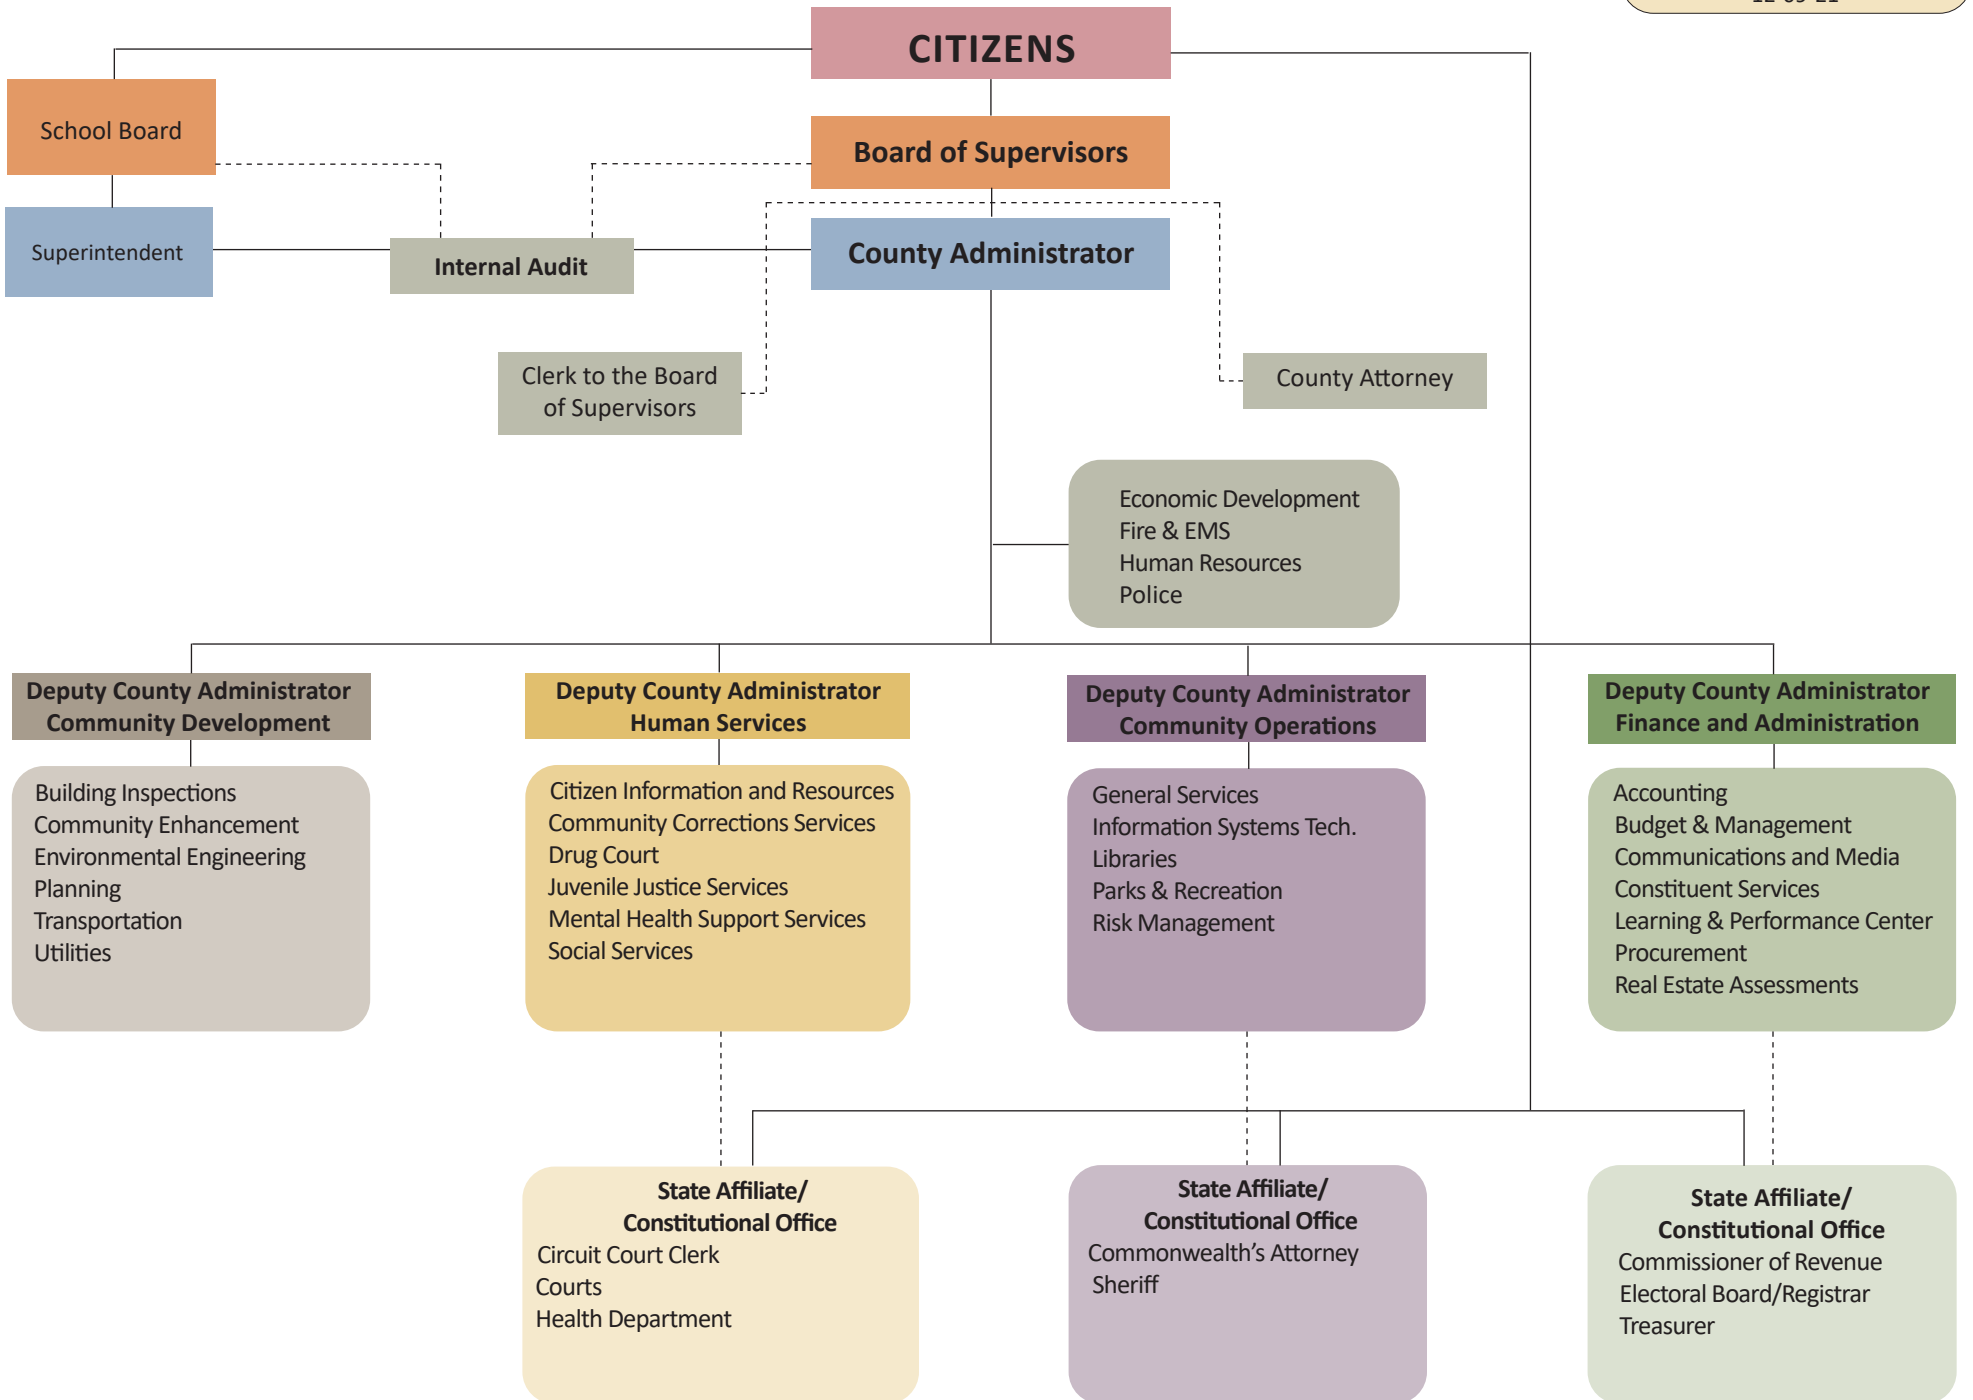 CITIZENS
School Board
Board of Supervisors
Superintendent
Internal Audit
County Administrator
Clerk to the Board
of Supervisors
County Attorney
Economic Development
Fire & EMS
Human Resources
Police
Deputy County Administrator
Community Development
Building Inspections
Community Enhancement
Environmental Engineering
Planning
Transportation
Utilities
Deputy County Administrator
Human Services
Citizen Information and Resources
Community Corrections Services
Drug Court
Juvenile Justice Services
Mental Health Support Services
Social Services
Deputy County Administrator
Community Operations
General Services
Information Systems Tech.
Libraries
Parks & Recreation
Risk Management
Deputy County Administrator
Finance and Administration
Accounting
Budget & Management
Communications and Media
Constituent Services
Learning & Performance Center
Procurement
Real Estate Assessments
State Affiliate/
Constitutional Office
Circuit Court Clerk
Courts
Health Department
State Affiliate/
Constitutional Office
Commonwealth’s Attorney
Sheriff
State Affiliate/
Constitutional Office
Commissioner of Revenue
Electoral Board/Registrar
Treasurer